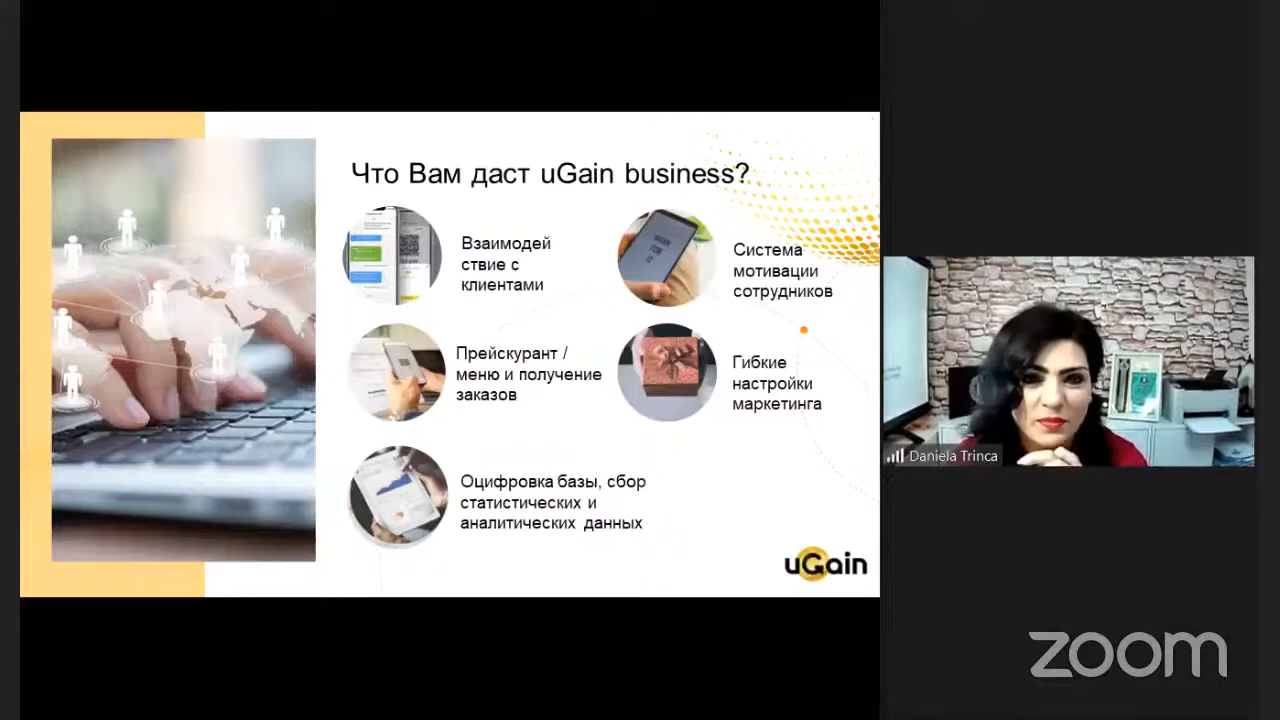 Что Вам даст uGain business?
Взаимодей
ствие с
клиентами
Система
мотивации
сотрудников
Прейскурант /
меню и получение
заказов
Гибкие
настройки
маркетинга
Оцифровка базы, сбор
статистических и
аналитических данных
uGain
Daniela Trinca
zoom